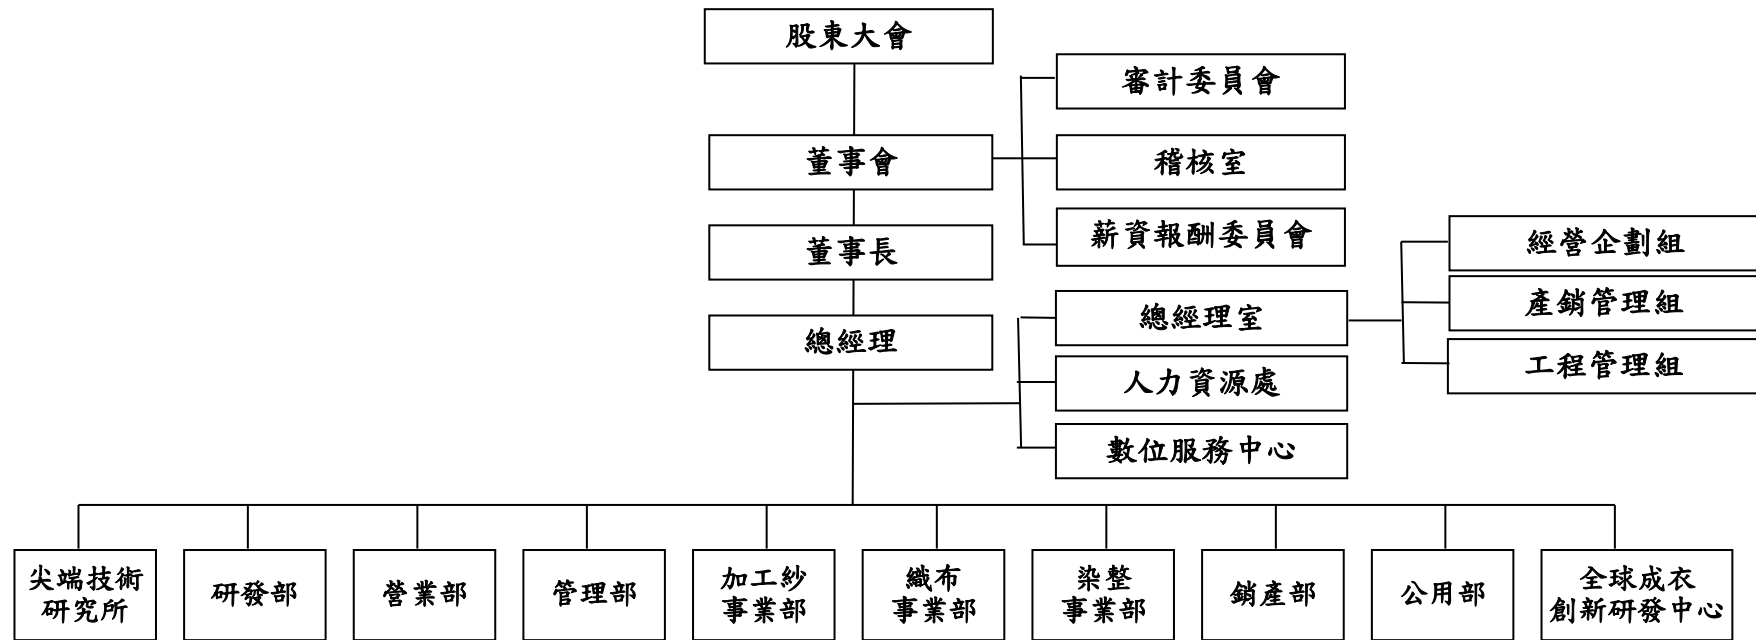 股東大會
審計委員會
董事會
稽核室
薪資報酬委員會
董事長
經營企劃組
產銷管理組
總經理
總經理室
工程管理組
人力資源處
數位服務中心
尖端技術
研究所
研發部
營業部
管理部
加工紗
事業部
織布
事業部
染整
事業部
銷產部
公用部
全球成衣
創新研發中心